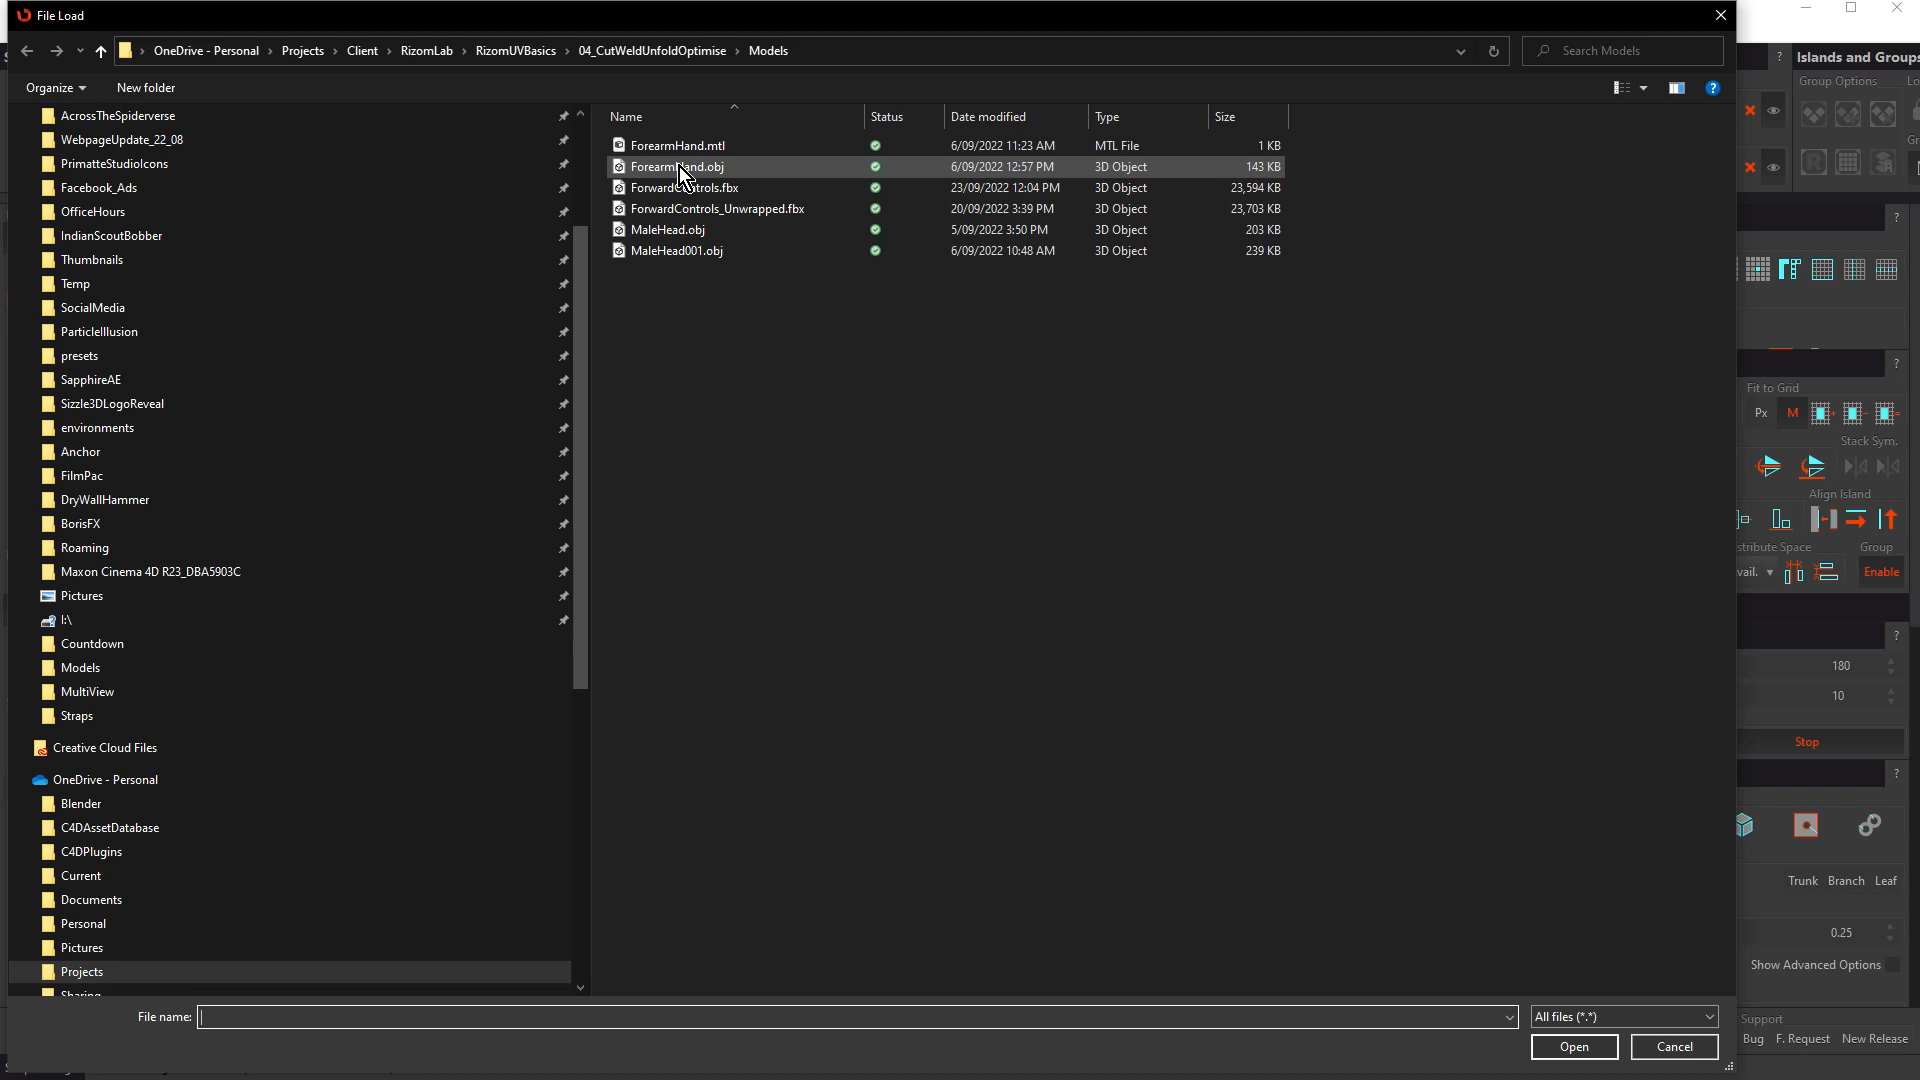 File Load
OneDrive - Personal > Projects > Client > RizomLab > RizomUVBasics > 04_CutWeldUnfoldOptimise > Models
Search Models
Organize
New folder
Name Status Date modified Type Size
ForearmHand.mtl 6/09/2022 11:23 AM MTL File 1 KB
ForearmHand.obj 6/09/2022 12:57 PM 3D Object 143 KB
ForwardControls.fbx 23/09/2022 12:04 PM 3D Object 23,594 KB
ForwardControls_Unwrapped.fbx 20/09/2022 3:39 PM 3D Object 23,703 KB
MaleHead.obj 5/09/2022 3:50 PM 3D Object 203 KB
MaleHead001.obj 6/09/2022 10:48 AM 3D Object 239 KB
AcrossTheSpiderverse
WebpageUpdate_22_08
PrimatteStudioIcons
Facebook_Ads
OfficeHours
IndianScoutBobber
Thumbnails
Temp
SocialMedia
ParticleIllusion
presets
SapphireAE
Sizzle3DLogoReveal
environments
Anchor
FilmPac
DryWallHammer
BorisFX
Roaming
Maxon Cinema 4D R23_DBA5903C
Pictures
I:\
Countdown
Models
MultiView
Straps
Creative Cloud Files
OneDrive - Personal
Blender
C4DAssetDatabase
C4DPlugins
Current
Documents
Personal
Pictures
Projects
Sharing
File name:
All files (*.*)
Open
Cancel
? Islands and Groups
Group Options
?
?
Fit to Grid
Px M
Stack Sym.
Align Island
stribute Space Group
vail. Enable
?
180
10
Stop
?
Trunk Branch Leaf
0.25
Show Advanced Options
Support
Bug F. Request New Release